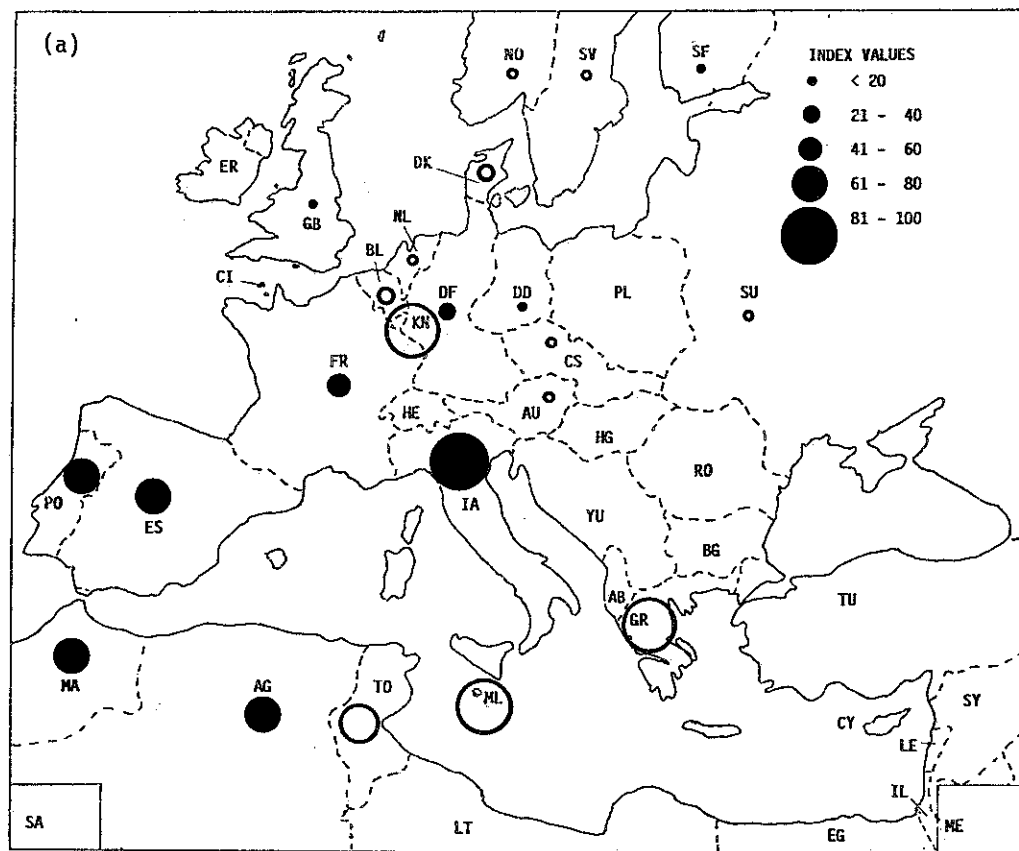 (a)
NO
SV
SF
INDEX VALUES
< 20
21 - 40
41 - 60
61 - 80
81 - 100
ER
DK
GB
NL
BL
CI
DF
DD
PL
SU
KN
CS
FR
HE
AU
HG
RO
PO
ES
IA
YU
BG
AB
GR
TU
MA
AG
TO
ML
CY
SY
LE
IL
SA
LT
EG
ME